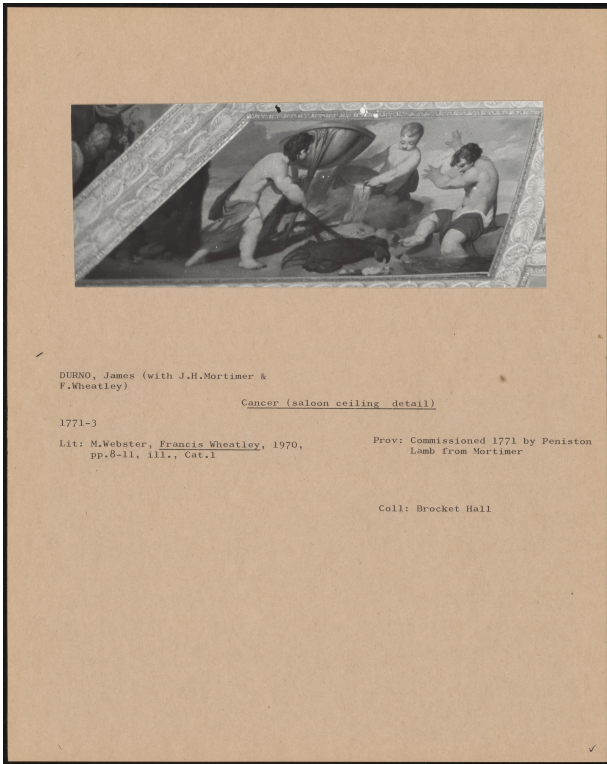 DURNO, James (with J.H.Mortimer &
F.Wheatley)
Cancer (saloon ceiling detail)
1771-3
Lit: M.Webster, Francis Wheatley, 1970,
pp.8-11, ill., Cat.1
Prov: Commissioned 1771 by Peniston
Lamb from Mortimer
Coll: Brocket Hall